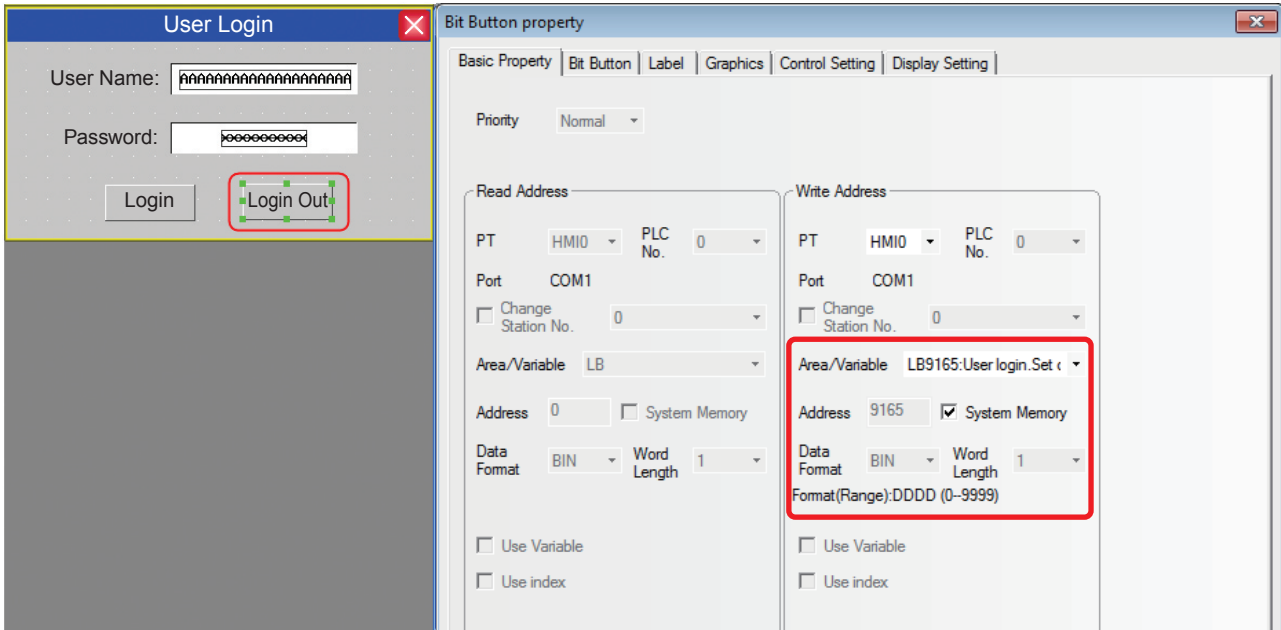 User Login
User Name: AAAAAAAAAAAAAAAAAAAA
Password:
Login Login Out
Bit Button property
Basic Property Bit Button Label Graphics Control Setting Display Setting
Priority Normal
Read Address
PT HMI0 PLC No. 0
Port COM1
Change Station No. 0
Area/Variable LB
Address 0 System Memory
Data Format BIN Word Length 1
Use Variable
Use index
Write Address
PT HMI0 PLC No. 0
Port COM1
Change Station No. 0
Area/Variable LB9165:User login.Set
Address 9165 System Memory
Data Format BIN Word Length 1
Format(Range):DDDD (0--9999)
Use Variable
Use index